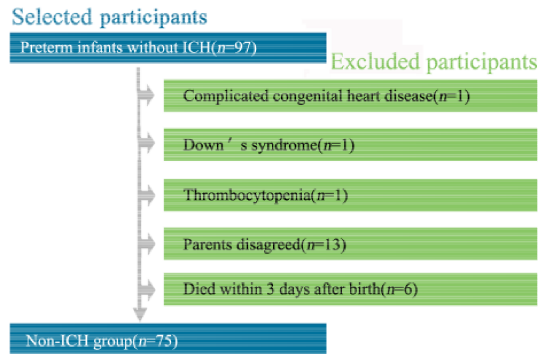 Selected participants
Preterm infants without ICH(n=97)
Excluded participants
Complicated congenital heart disease(n=1)
Down′ s syndrome(n=1)
Thrombocytopenia(n=1)
Parents disagreed(n=13)
Died within 3 days after birth(n=6)
Non-ICH group(n=75)